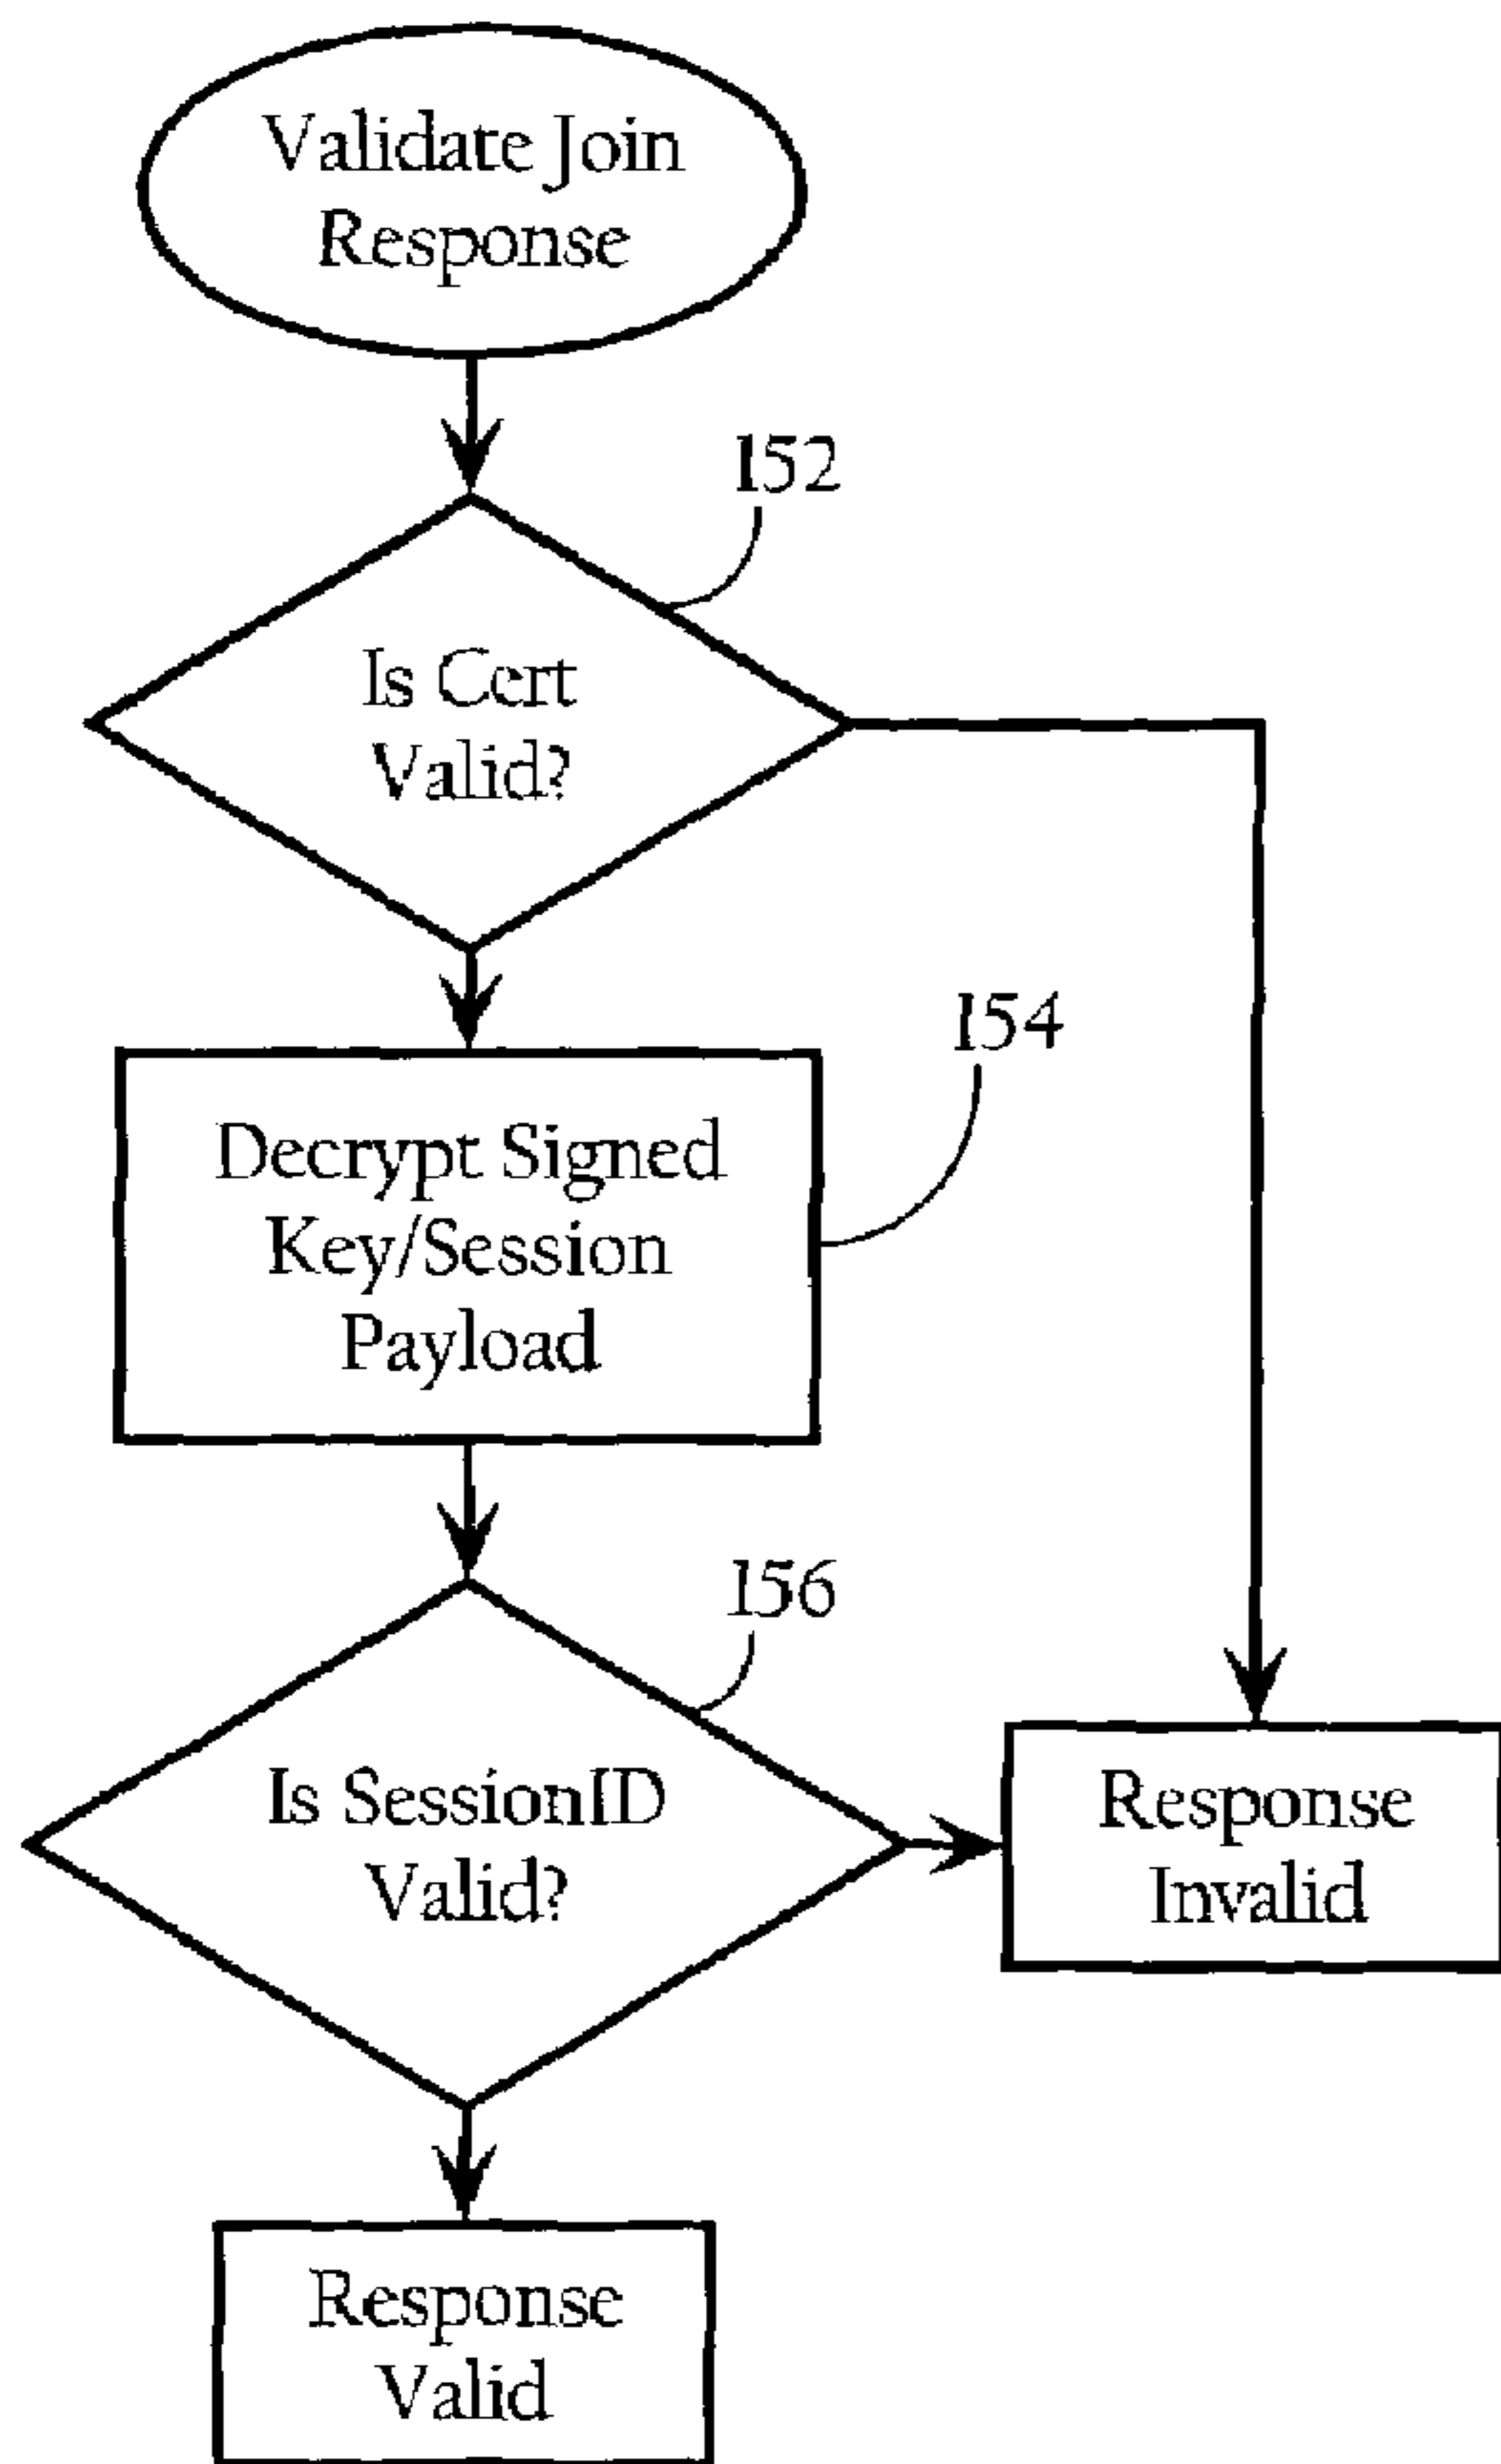 Validate Join
Response
152
Is Cert
Valid?
154
Decrypt Signed
Key/Session
Payload
156
Is SessionID
Valid?
Response
Invalid
Response
Valid